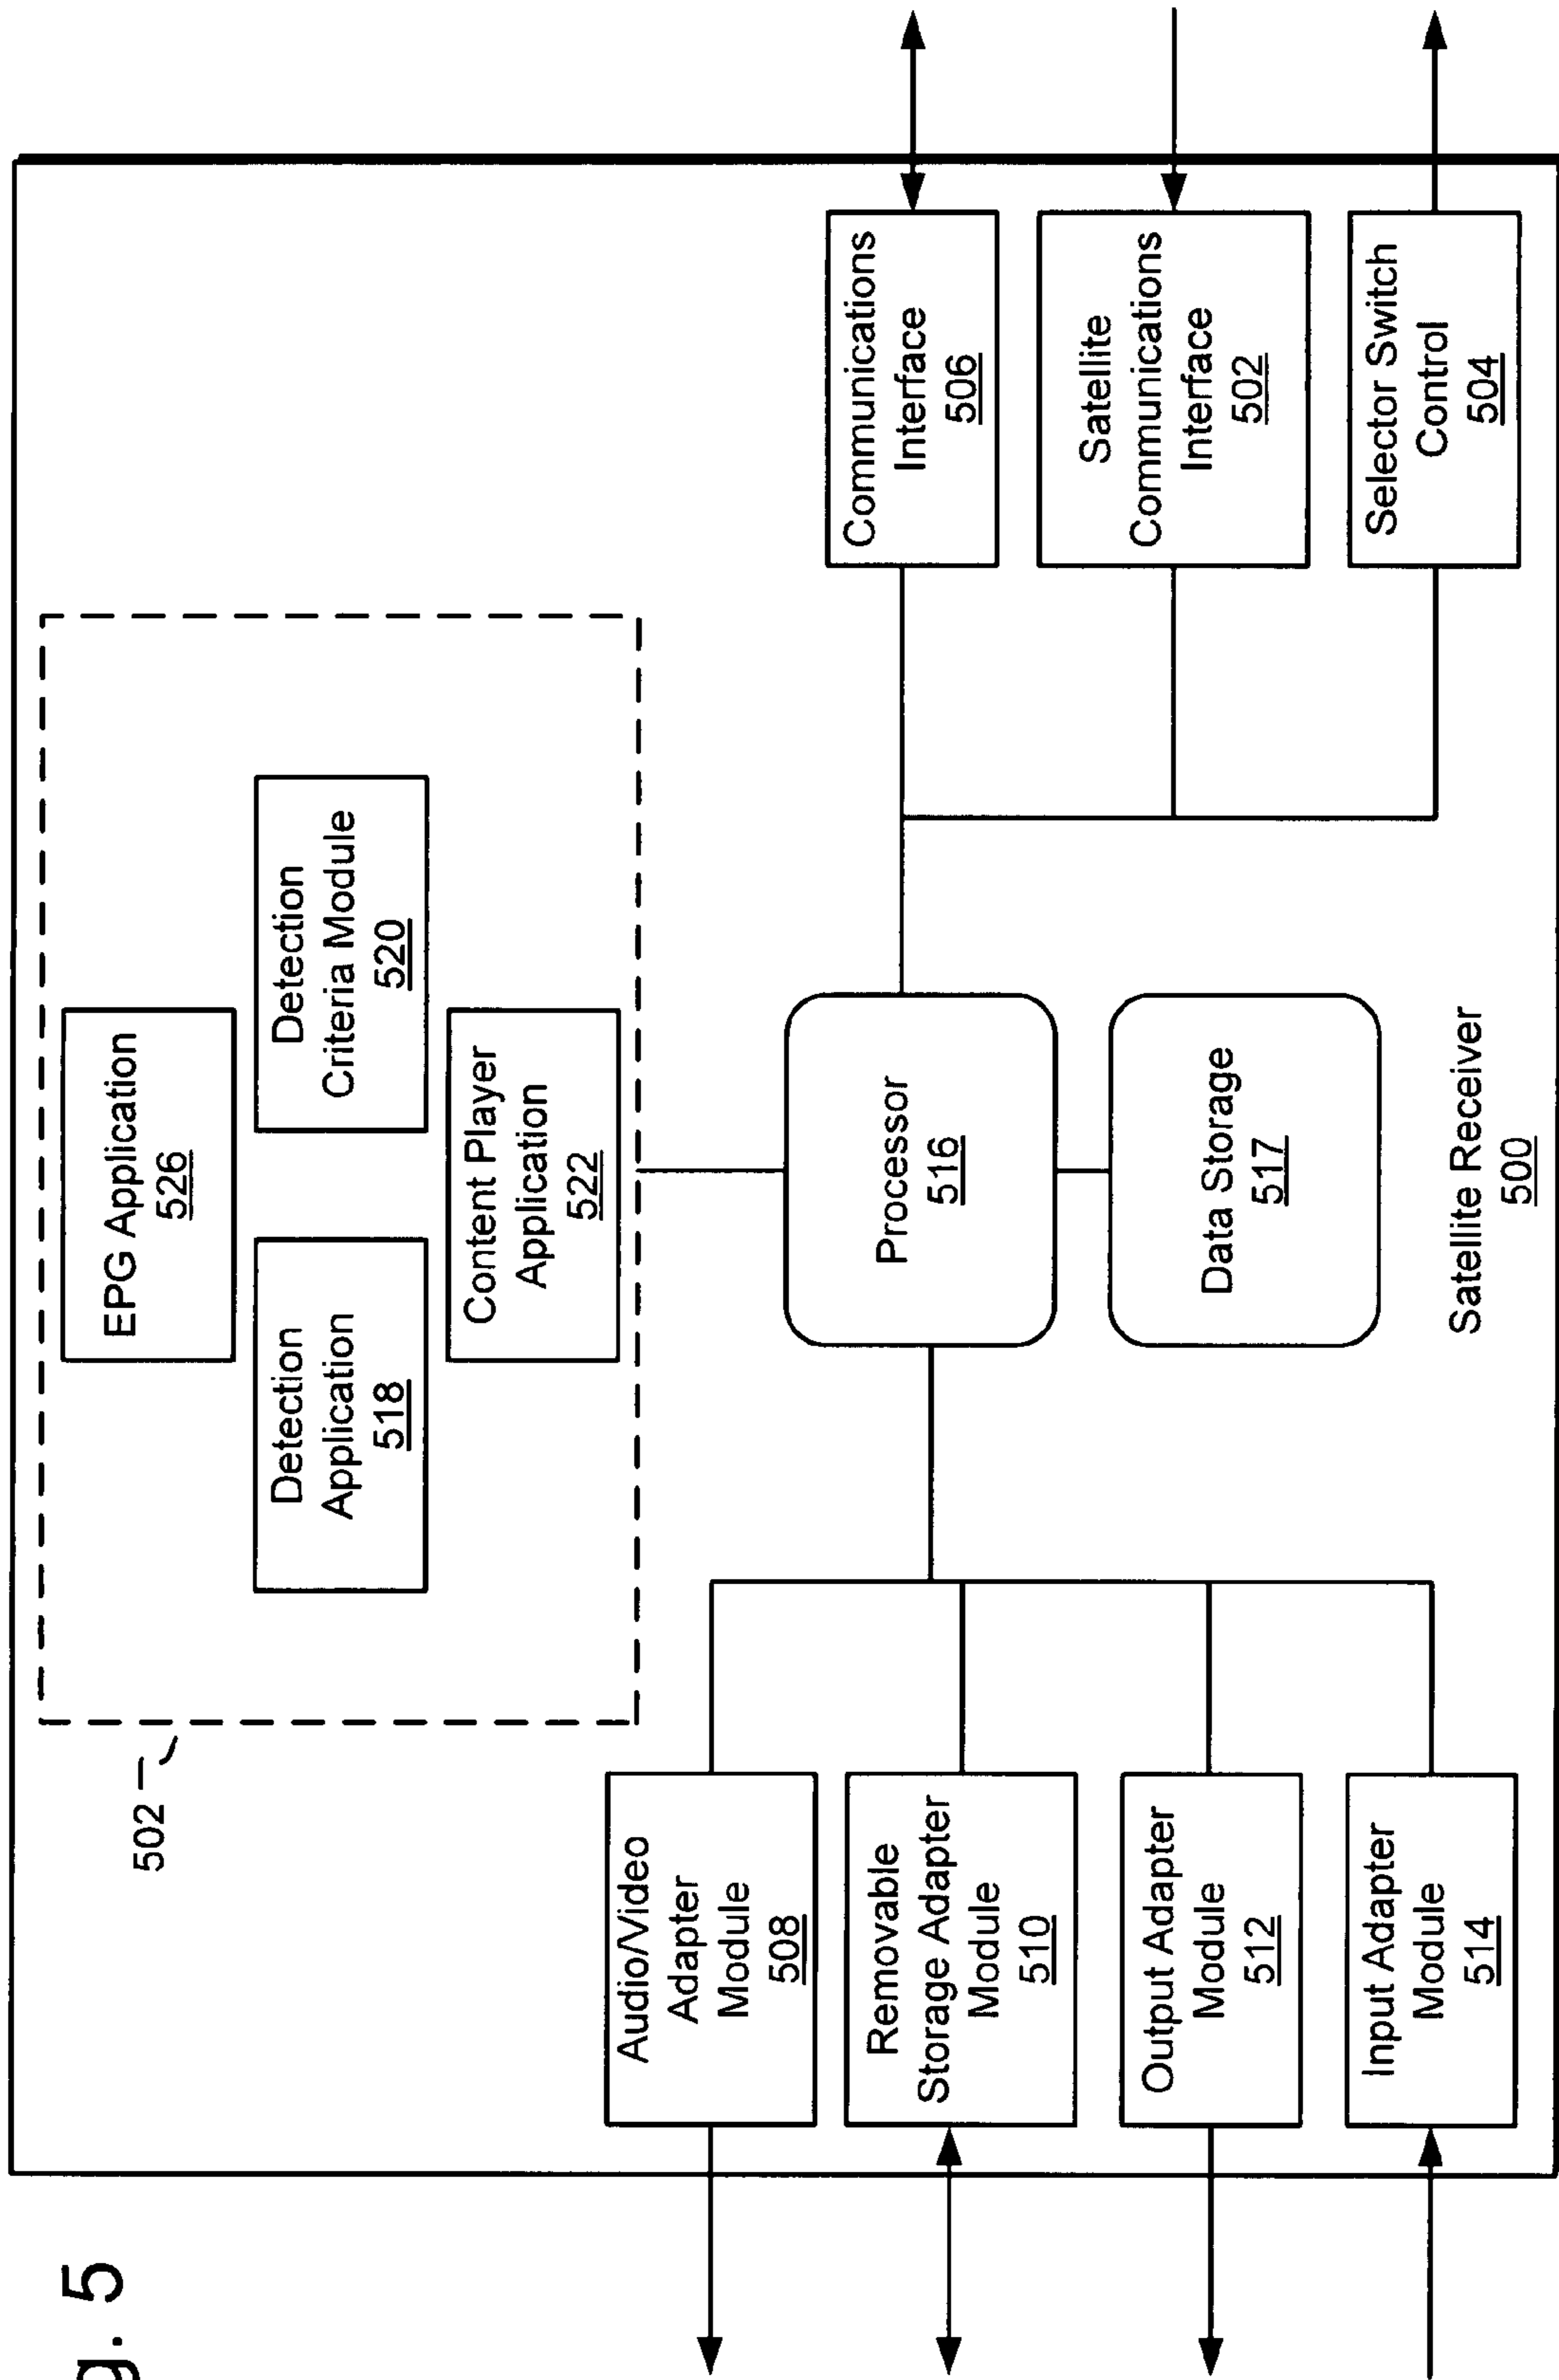 g. 5
502
EPG Application
526
Detection
Application
518
Detection
Criteria Module
520
Content Player
Application
522
Audio/Video
Adapter
Module
508
Removable
Storage Adapter
Module
510
Output Adapter
Module
512
Input Adapter
Module
514
Processor
516
Data Storage
517
Communications
Interface
506
Satellite
Communications
Interface
502
Selector Switch
Control
504
Satellite Receiver
500